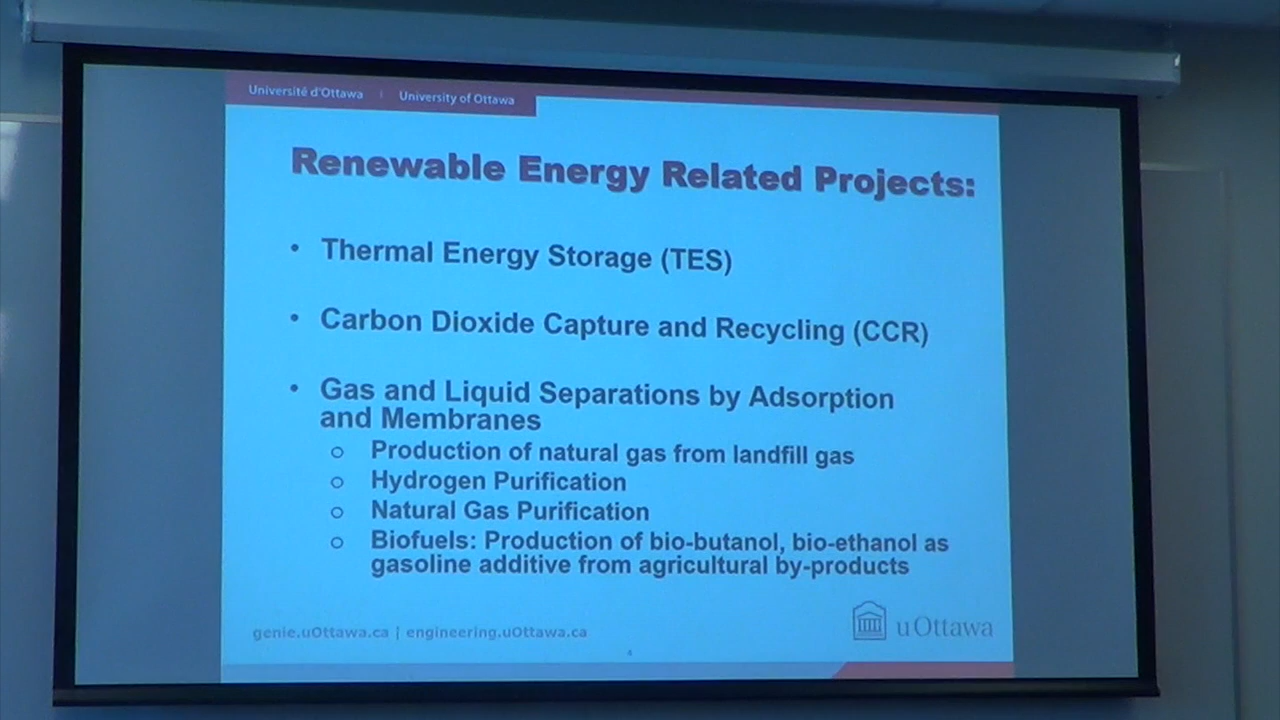 Université d'Ottawa | University of Ottawa
Renewable Energy Related Projects:
• Thermal Energy Storage (TES)
• Carbon Dioxide Capture and Recycling (CCR)
• Gas and Liquid Separations by Adsorption
and Membranes
o Production of natural gas from landfill gas
o Hydrogen Purification
o Natural Gas Purification
o Biofuels: Production of bio-butanol, bio-ethanol as
gasoline additive from agricultural by-products
genie.uOttawa.ca | engineering.uOttawa.ca
uOttawa
4